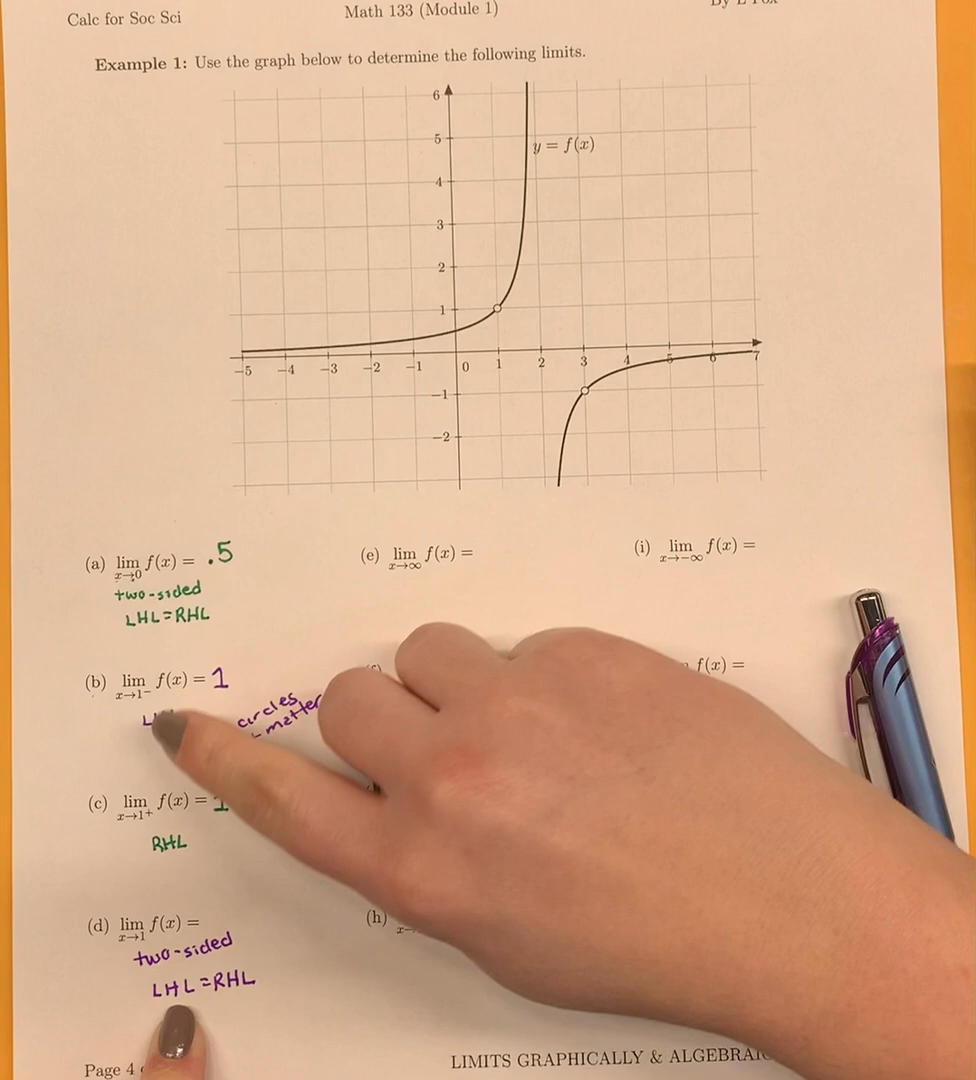 Calc for Soc Sci
Math 133 (Module 1)
Example 1: Use the graph below to determine the following limits.
6
5
y = f(x)
4
3
2
1
−5 −4 −3 −2 −1 0 1 2 3 4 5 6 7
−1
−2
(a) lim x→0 f(x) = .5
two-sided
LHL=RHL
(e) lim x→∞ f(x) =
(i) lim x→−∞ f(x) =
(b) lim x→1− f(x) = 1
circles
matter
f(x) =
(c) lim x→1+ f(x) = 1
RHL
(d) lim x→1 f(x) =
two-sided
LHL=RHL
(h)
Page 4
LIMITS GRAPHICALLY &